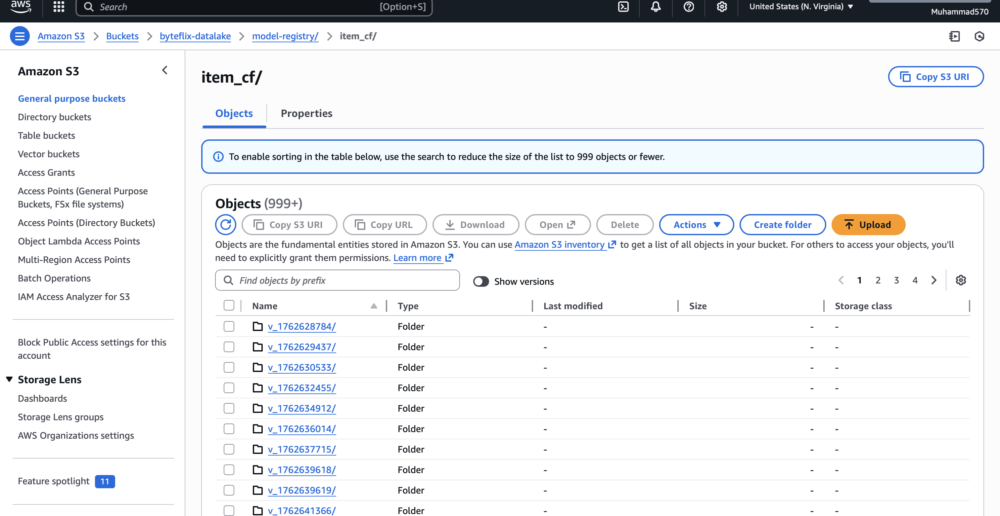 aws
Search [Option+S]
United States (N. Virginia)
Muhammad570
Amazon S3 > Buckets > byteflix-datalake > model-registry/ > item_cf/
Amazon S3
General purpose buckets
Directory buckets
Table buckets
Vector buckets
Access Grants
Access Points (General Purpose
Buckets, FSx file systems)
Access Points (Directory Buckets)
Object Lambda Access Points
Multi-Region Access Points
Batch Operations
IAM Access Analyzer for S3
Block Public Access settings for this
account
Storage Lens
Dashboards
Storage Lens groups
AWS Organizations settings
Feature spotlight 11
item_cf/
Copy S3 URI
Objects Properties
To enable sorting in the table below, use the search to reduce the size of the list to 999 objects or fewer.
Objects (999+)
Copy S3 URI Copy URL Download Open Delete Actions Create folder Upload
Objects are the fundamental entities stored in Amazon S3. You can use Amazon S3 inventory to get a list of all objects in your bucket. For others to access your objects, you'll
need to explicitly grant them permissions. Learn more
Find objects by prefix Show versions 1 2 3 4
Name Type Last modified Size Storage class
v_1762628784/ Folder - - -
v_1762629437/ Folder - - -
v_1762630533/ Folder - - -
v_1762632455/ Folder - - -
v_1762634912/ Folder - - -
v_1762636014/ Folder - - -
v_1762637715/ Folder - - -
v_1762639618/ Folder - - -
v_1762639619/ Folder - - -
v_1762641366/ Folder - - -